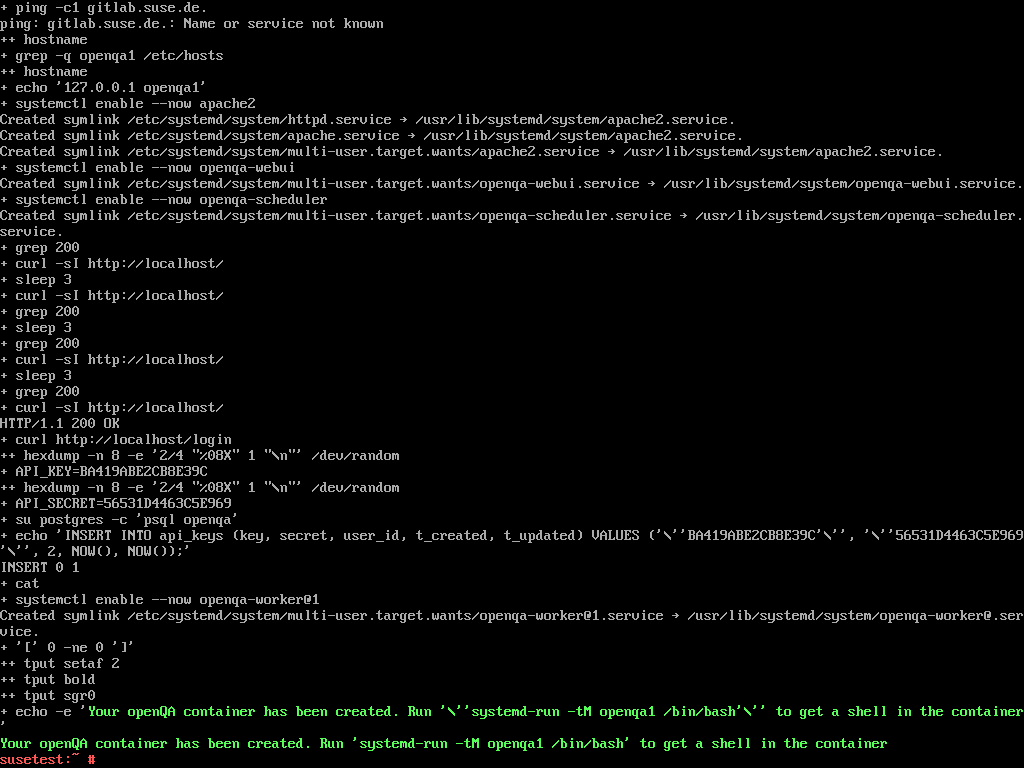 + ping -c1 gitlab.suse.de.
ping: gitlab.suse.de.: Name or service not known
++ hostname
+ grep -q openqa1 /etc/hosts
++ hostname
+ echo '127.0.0.1 openqa1'
+ systemctl enable --now apache2
Created symlink /etc/systemd/system/httpd.service → /usr/lib/systemd/system/apache2.service.
Created symlink /etc/systemd/system/apache.service → /usr/lib/systemd/system/apache2.service.
Created symlink /etc/systemd/system/multi-user.target.wants/apache2.service → /usr/lib/systemd/system/apache2.service.
+ systemctl enable --now openqa-webui
Created symlink /etc/systemd/system/multi-user.target.wants/openqa-webui.service → /usr/lib/systemd/system/openqa-webui.service.
+ systemctl enable --now openqa-scheduler
Created symlink /etc/systemd/system/multi-user.target.wants/openqa-scheduler.service → /usr/lib/systemd/system/openqa-scheduler.
service.
+ grep 200
+ curl -sI http://localhost/
+ sleep 3
+ curl -sI http://localhost/
+ grep 200
+ sleep 3
+ grep 200
+ curl -sI http://localhost/
+ sleep 3
+ grep 200
+ curl -sI http://localhost/
HTTP/1.1 200 OK
+ curl http://localhost/login
++ hexdump -n 8 -e '2/4 "%08X" 1 "\n"' /dev/random
+ API_KEY=BA419ABE2CB8E39C
++ hexdump -n 8 -e '2/4 "%08X" 1 "\n"' /dev/random
+ API_SECRET=56531D4463C5E969
+ su postgres -c 'psql openqa'
+ echo 'INSERT INTO api_keys (key, secret, user_id, t_created, t_updated) VALUES ('\''BA419ABE2CB8E39C'\'', '\''56531D4463C5E969
'\'', 2, NOW(), NOW());'
INSERT 0 1
+ cat
+ systemctl enable --now openqa-worker@1
Created symlink /etc/systemd/system/multi-user.target.wants/openqa-worker@1.service → /usr/lib/systemd/system/openqa-worker@.ser
vice.
+ '[' 0 -ne 0 ']'
++ tput setaf 2
++ tput bold
++ tput sgr0
+ echo -e 'Your openQA container has been created. Run '\''systemd-run -tM openqa1 /bin/bash'\'' to get a shell in the container
'
Your openQA container has been created. Run 'systemd-run -tM openqa1 /bin/bash' to get a shell in the container
susetest:~ #